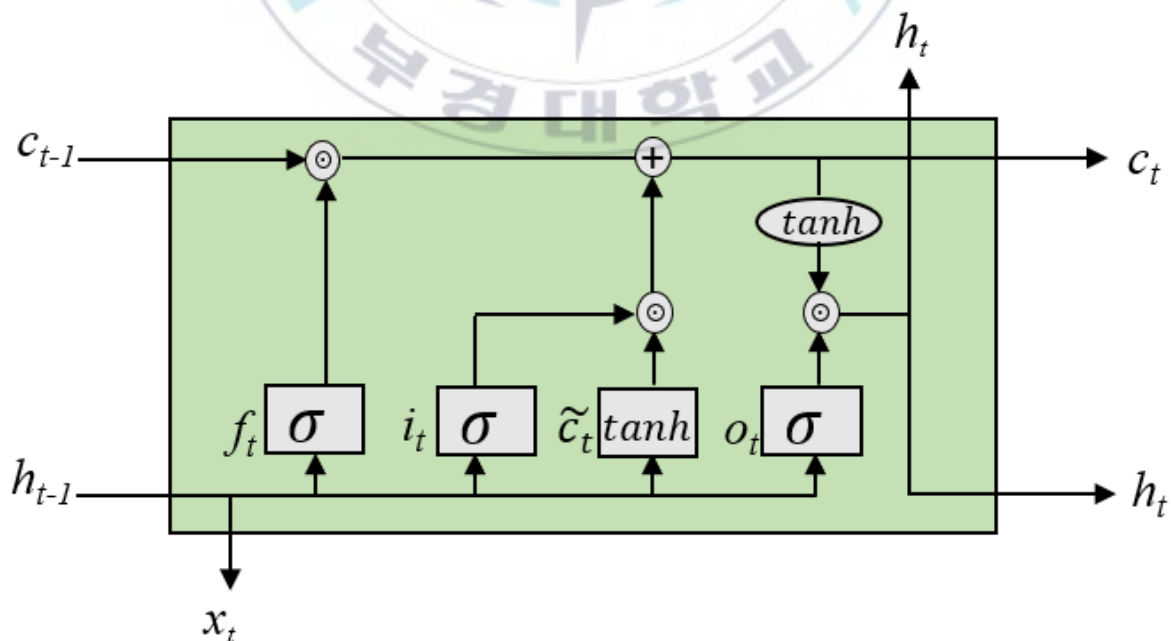 부경대학교
h_t
c_{t-1}
⊙
+
c_t
tanh
⊙
⊙
f_t
σ
i_t
σ
c̃_t
tanh
o_t
σ
h_{t-1}
h_t
x_t